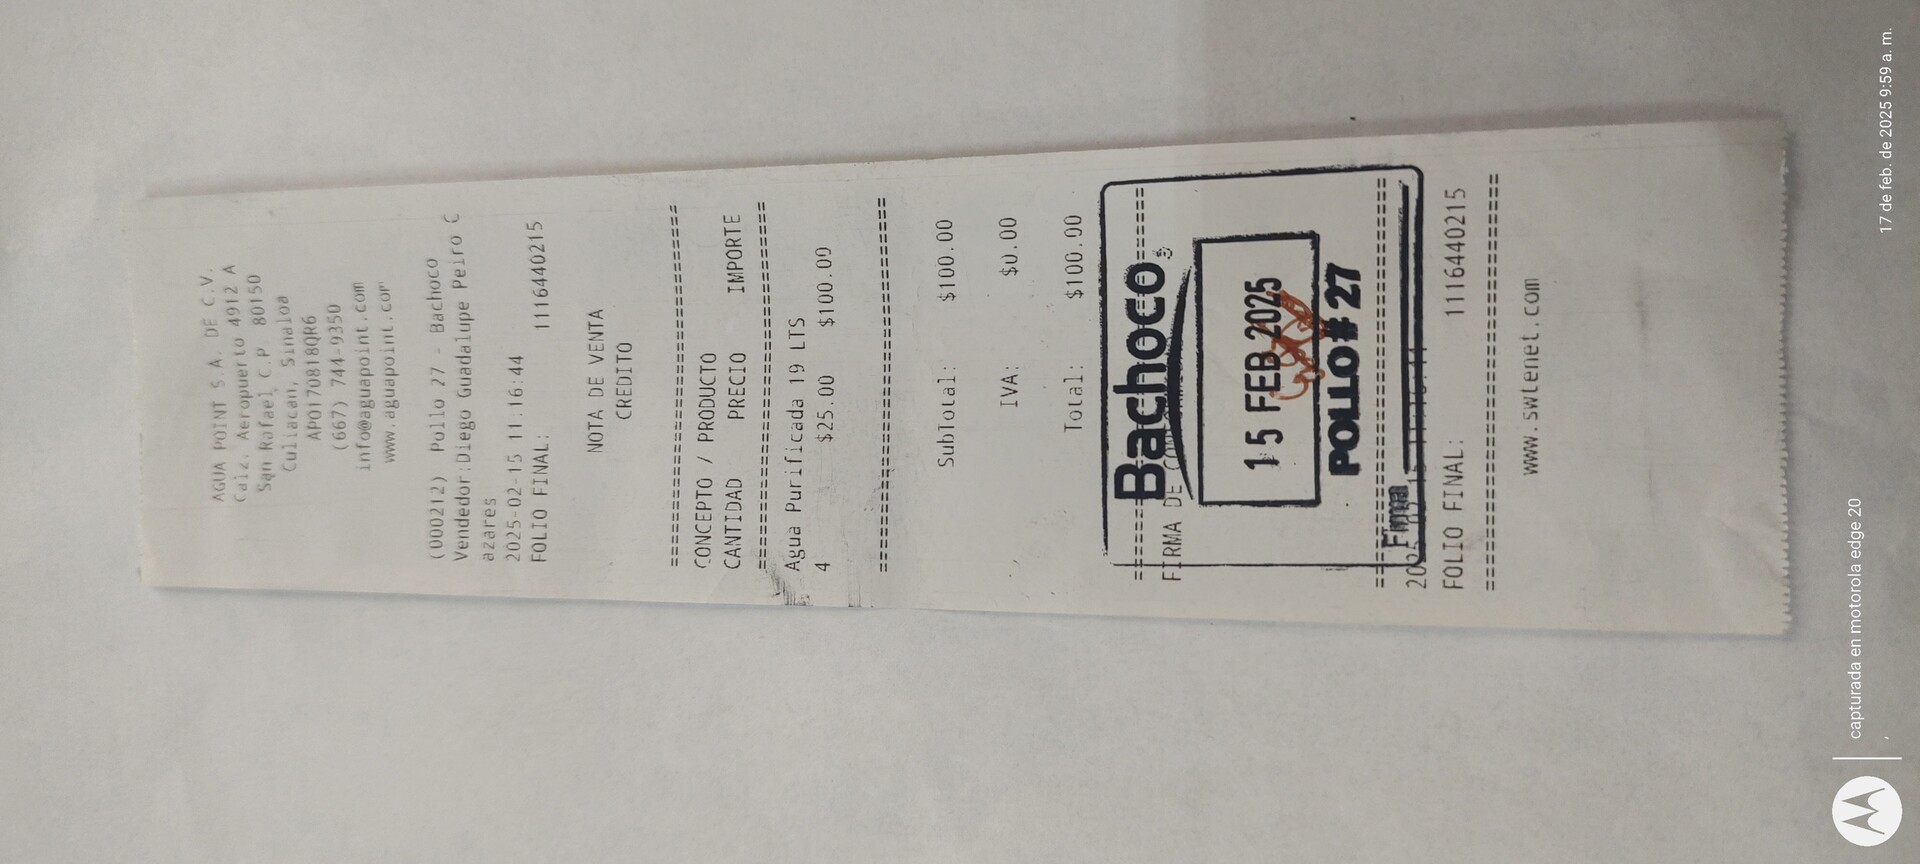 AGUA POINT S.A. DE C.V.
Calz. Aeropuerto 4912 A
San Rafael, C.P 80150
Culiacan, Sinaloa
APO170818QR6
(667) 744-9350
info@aguapoint.com
www.aguapoint.com
(000212) Pollo 27 - Bachoco
Vendedor:Diego Guadalupe Peiro C
azares
2025-02-15 11:16:44
FOLIO FINAL: 1116440215
NOTA DE VENTA
CREDITO
================================
CONCEPTO / PRODUCTO
CANTIDAD PRECIO IMPORTE
================================
Agua Purificada 19 LTS
4 $25.00 $100.00
================================
SubTotal: $100.00
IVA: $0.00
Total: $100.00
================================
Bachoco
FIRMA DE
15 FEB 2025
POLLO # 27
================================
Firma
2025-02-15
FOLIO FINAL: 1116440215
================================
www.swtenet.com
capturada en motorola edge 20
17 de feb. de 2025 9:59 a. m.